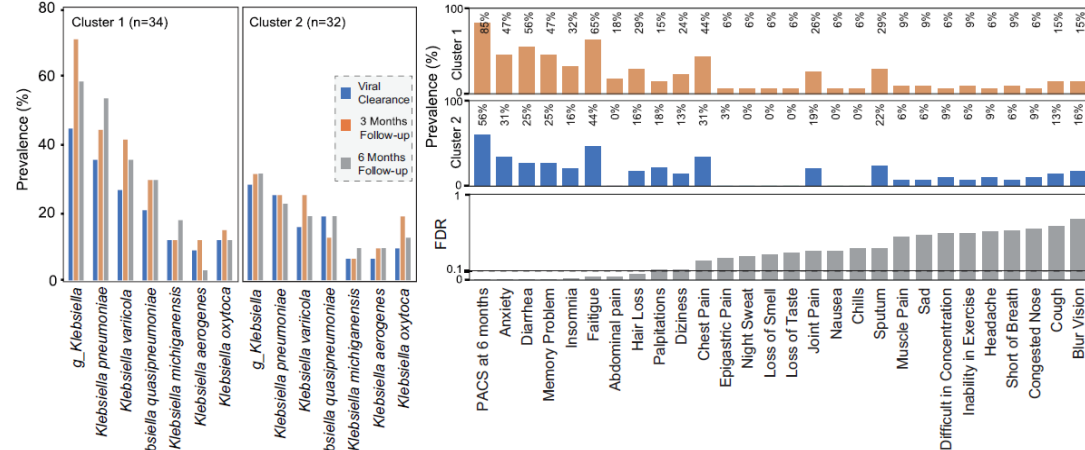 Prevalence (%)
80
60
40
20
0
Cluster 1 (n=34)
Cluster 2 (n=32)
Viral
Clearance
3 Months
Follow-up
6 Months
Follow-up
g_Klebsiella
Klebsiella pneumoniae
Klebsiella variicola
bsiella quasipneumoniae
Klebsiella michiganensis
Klebsiella aerogenes
Klebsiella oxytoca
g_Klebsiella
Klebsiella pneumoniae
Klebsiella variicola
bsiella quasipneumoniae
Klebsiella michiganensis
Klebsiella aerogenes
Klebsiella oxytoca
Prevalence (%)
Cluster 1
100
0
85% 47% 56% 47% 32% 65% 18% 29% 15% 24% 44% 6% 6% 6% 6% 26% 6% 6% 29% 9% 9% 6% 9% 6% 9% 6% 15% 15%
Cluster 2
100
0
56% 31% 25% 25% 16% 44% 0% 16% 18% 13% 31% 3% 0% 0% 0% 19% 0% 0% 22% 6% 6% 9% 6% 9% 6% 9% 13% 16%
FDR
1
0.1
0
PACS at 6 months
Anxiety
Diarrhea
Memory Problem
Insomnia
Faitigue
Abdominal pain
Hair Loss
Palpitations
Diziness
Chest Pain
Epigastric Pain
Night Sweat
Loss of Smell
Loss of Taste
Joint Pain
Nausea
Chills
Sputum
Muscle Pain
Sad
Difficult in Concentration
Inability in Exercise
Headache
Short of Breath
Congested Nose
Cough
Blur Vision